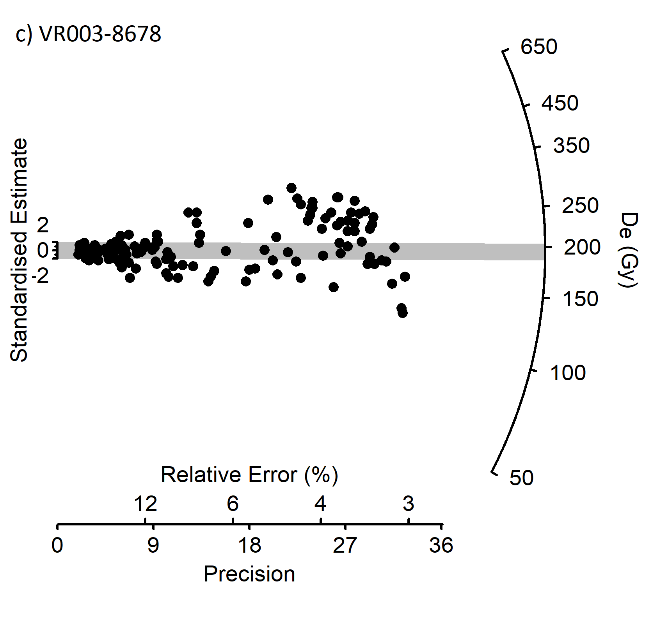 c) VR003-8678
650
450
350
250
200
150
100
50
De (Gy)
Standardised Estimate
2
0
-2
Relative Error (%)
12 6 4 3
0 9 18 27 36
Precision